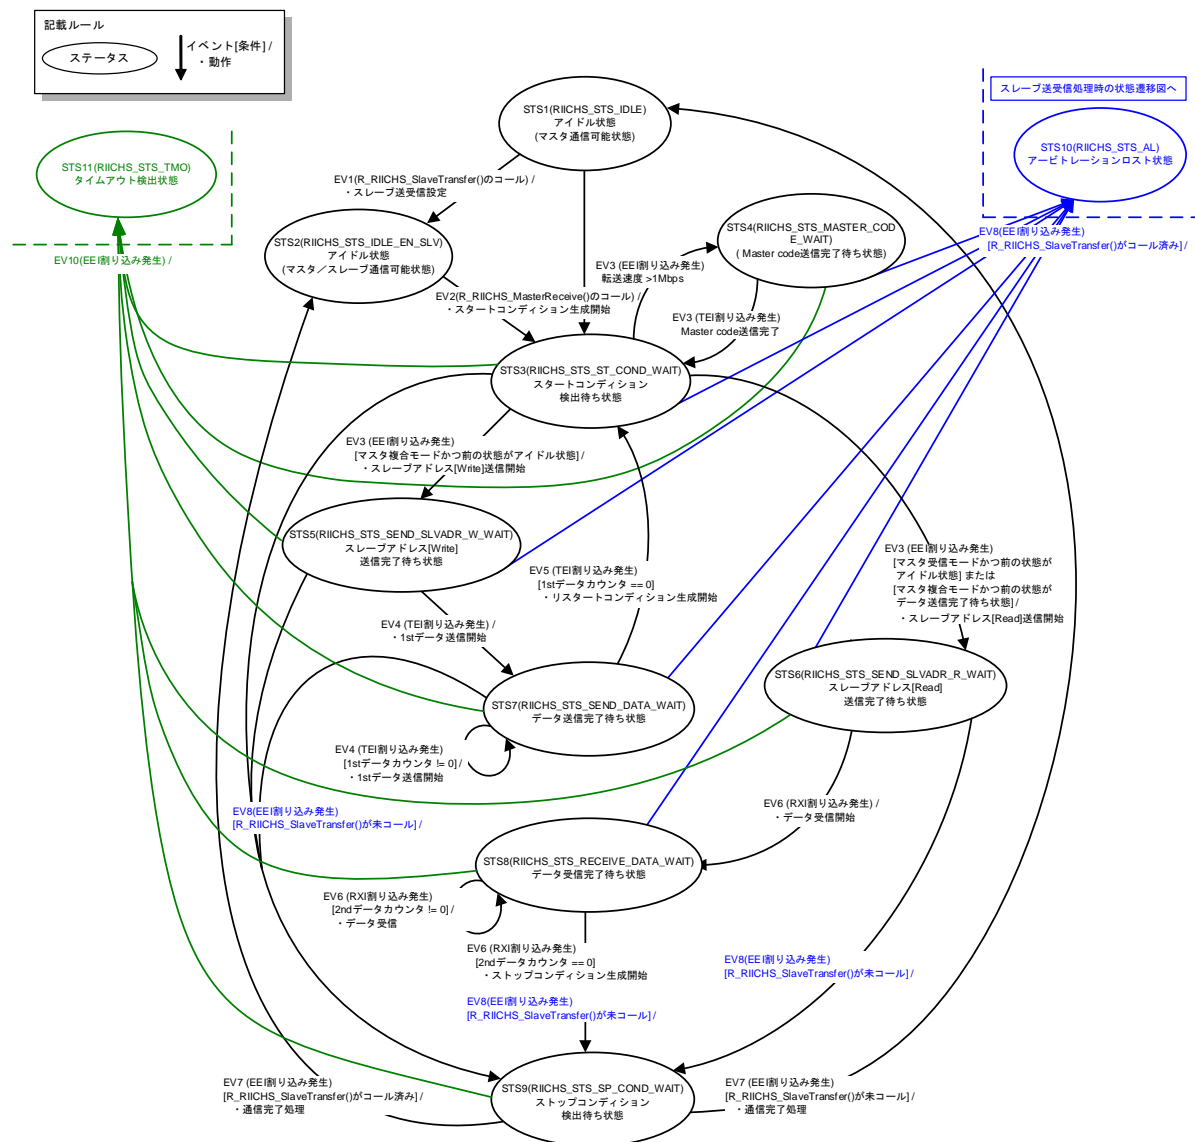 記載ルール
ステータス
イベント[条件] /
・動作
スレーブ送受信処理時の状態遷移図へ
STS1(RIICHS_STS_IDLE)
アイドル状態
(マスタ通信可能状態)
STS10(RIICHS_STS_AL)
アービトレーションロスト状態
STS11(RIICHS_STS_TMO)
タイムアウト検出状態
EV1(R_RIICHS_SlaveTransfer()のコール) /
・スレーブ送受信設定
STS2(RIICHS_STS_IDLE_EN_SLV)
アイドル状態
(マスタ／スレーブ通信可能状態)
STS4(RIICHS_STS_MASTER_COD
E_WAIT)
( Master code送信完了待ち状態)
EV8(EEI割り込み発生)
[R_RIICHS_SlaveTransfer()がコール済み] /
EV10(EEI割り込み発生) /
EV3 (EEI割り込み発生)
転送速度 >1Mbps
EV2(R_RIICHS_MasterReceive()のコール) /
・スタートコンディション生成開始
EV3 (TEI割り込み発生)
Master code送信完了
STS3(RIICHS_STS_ST_COND_WAIT)
スタートコンディション
検出待ち状態
EV3 (EEI割り込み発生)
[マスタ複合モードかつ前の状態がアイドル状態] /
・スレーブアドレス[Write]送信開始
STS5(RIICHS_STS_SEND_SLVADR_W_WAIT)
スレーブアドレス[Write]
送信完了待ち状態
EV3 (EEI割り込み発生)
[マスタ受信モードかつ前の状態が
アイドル状態] または
[マスタ複合モードかつ前の状態が
データ送信完了待ち状態] /
・スレーブアドレス[Read]送信開始
EV5 (TEI割り込み発生)
[1stデータカウンタ == 0]
・リスタートコンディション生成開始
EV4 (TEI割り込み発生) /
・1stデータ送信開始
STS6(RIICHS_STS_SEND_SLVADR_R_WAIT)
スレーブアドレス[Read]
送信完了待ち状態
STS7(RIICHS_STS_SEND_DATA_WAIT)
データ送信完了待ち状態
EV4 (TEI割り込み発生)
[1stデータカウンタ != 0] /
・1stデータ送信開始
EV8(EEI割り込み発生)
[R_RIICHS_SlaveTransfer()が未コール] /
EV6 (RXI割り込み発生) /
・データ受信開始
STS8(RIICHS_STS_RECEIVE_DATA_WAIT)
データ受信完了待ち状態
EV6 (RXI割り込み発生)
[2ndデータカウンタ != 0] /
・データ受信
EV6 (RXI割り込み発生)
[2ndデータカウンタ == 0]
・ストップコンディション生成開始
EV8(EEI割り込み発生)
[R_RIICHS_SlaveTransfer()が未コール] /
EV8(EEI割り込み発生)
[R_RIICHS_SlaveTransfer()が未コール] /
STS9(RIICHS_STS_SP_COND_WAIT)
ストップコンディション
検出待ち状態
EV7 (EEI割り込み発生)
[R_RIICHS_SlaveTransfer()がコール済み] /
・通信完了処理
EV7 (EEI割り込み発生)
[R_RIICHS_SlaveTransfer()が未コール] /
・通信完了処理